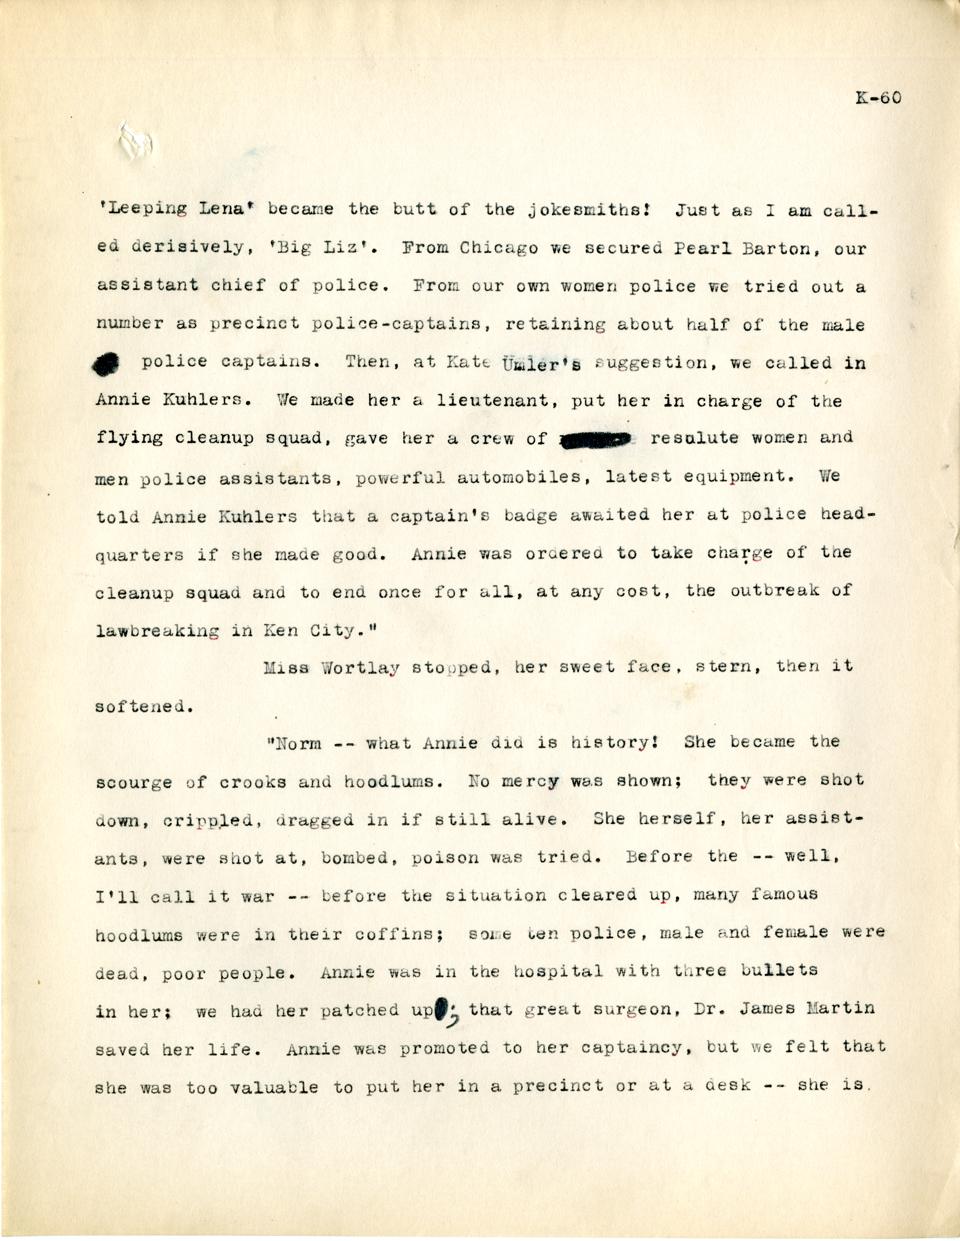 K-60
'Leeping Lena' became the butt of the jokesmiths! Just as I am call-
ed derisively, 'Big Liz'. From Chicago we secured Pearl Barton, our
assistant chief of police. From our own women police we tried out a
number as precinct police-captains, retaining about half of the male
police captains. Then, at Kate Umler's suggestion, we called in
Annie Kuhlers. We made her a lieutenant, put her in charge of the
flying cleanup squad, gave her a crew of resolute women and
men police assistants, powerful automobiles, latest equipment. We
told Annie Kuhlers that a captain's badge awaited her at police head-
quarters if she made good. Annie was ordered to take charge of the
cleanup squad and to end once for all, at any cost, the outbreak of
lawbreaking in Ken City."
Miss Wortlay stopped, her sweet face, stern, then it
softened.
"Norm -- what Annie did is history! She became the
scourge of crooks and hoodlums. No mercy was shown; they were shot
down, crippled, dragged in if still alive. She herself, her assist-
ants, were shot at, bombed, poison was tried. Before the -- well,
I'll call it war -- before the situation cleared up, many famous
hoodlums were in their coffins; some ten police, male and female were
dead, poor people. Annie was in the hospital with three bullets
in her; we had her patched up; that great surgeon, Dr. James Martin
saved her life. Annie was promoted to her captaincy, but we felt that
she was too valuable to put her in a precinct or at a desk -- she is.